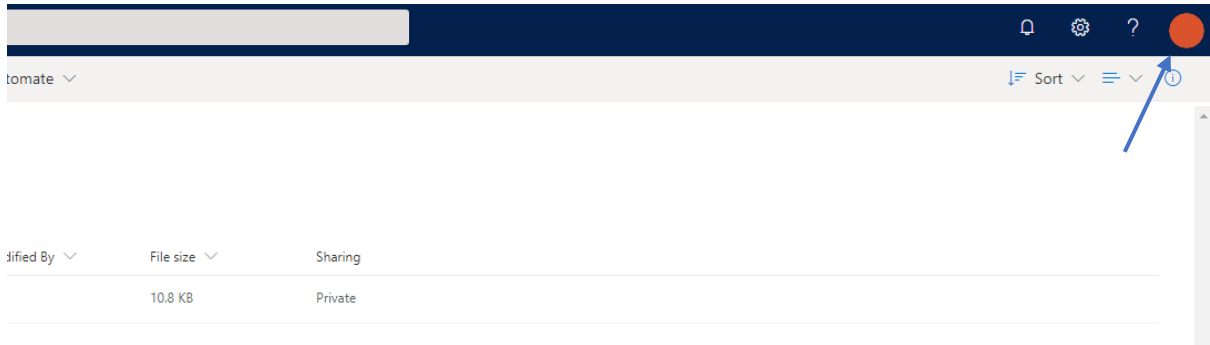 ?
tomate
Sort
dified By File size Sharing
10.8 KB Private